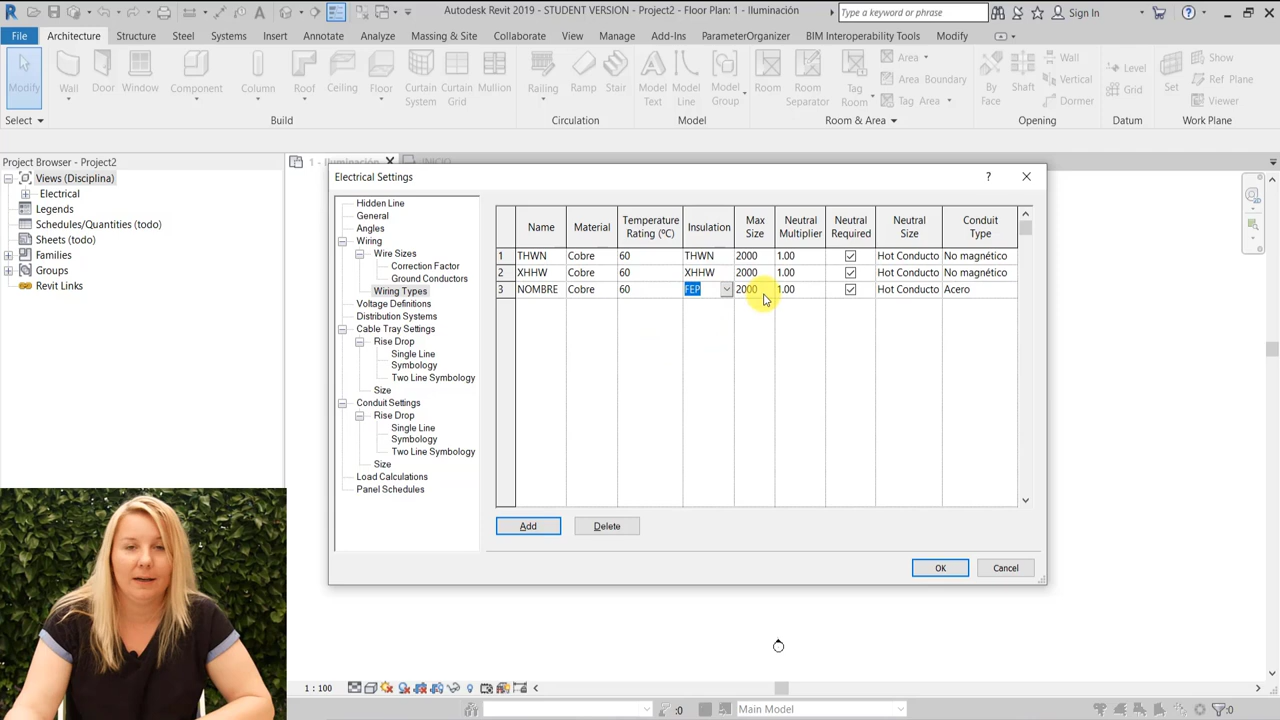 Autodesk Revit 2019 - STUDENT VERSION - Project2 - Floor Plan: 1 - Iluminación
Type a keyword or phrase
Sign In
File
Architecture
Structure
Steel
Systems
Insert
Annotate
Analyze
Massing & Site
Collaborate
View
Manage
Add-Ins
ParameterOrganizer
BIM Interoperability Tools
Modify
Modify
Wall
Door
Window
Component
Column
Roof
Ceiling
Floor
Curtain System
Curtain Grid
Mullion
Railing
Ramp
Stair
Model Text
Model Line
Model Group
Room
Room Separator
Tag Room
Area
Area Boundary
Tag Area
By Face
Shaft
Wall
Vertical
Dormer
Level
Grid
Set
Show
Ref Plane
Viewer
Select
Build
Circulation
Model
Room & Area
Opening
Datum
Work Plane
Project Browser - Project2
1 - Iluminación
INICIO
Views (Disciplina)
Electrical
Legends
Schedules/Quantities (todo)
Sheets (todo)
Families
Groups
Revit Links
Electrical Settings
Hidden Line
General
Angles
Wiring
Wire Sizes
Correction Factor
Ground Conductors
Wiring Types
Voltage Definitions
Distribution Systems
Cable Tray Settings
Rise Drop
Single Line Symbology
Two Line Symbology
Size
Conduit Settings
Rise Drop
Single Line Symbology
Two Line Symbology
Size
Load Calculations
Panel Schedules
Name Material Temperature Rating (ºC) Insulation Max Size Neutral Multiplier Neutral Required Neutral Size Conduit Type
1 THWN Cobre 60 THWN 2000 1.00 Hot Conducto No magnético
2 XHHW Cobre 60 XHHW 2000 1.00 Hot Conducto No magnético
3 NOMBRE Cobre 60 FEP 2000 1.00 Hot Conducto Acero
Add
Delete
OK
Cancel
1 : 100
:0
Main Model
:0